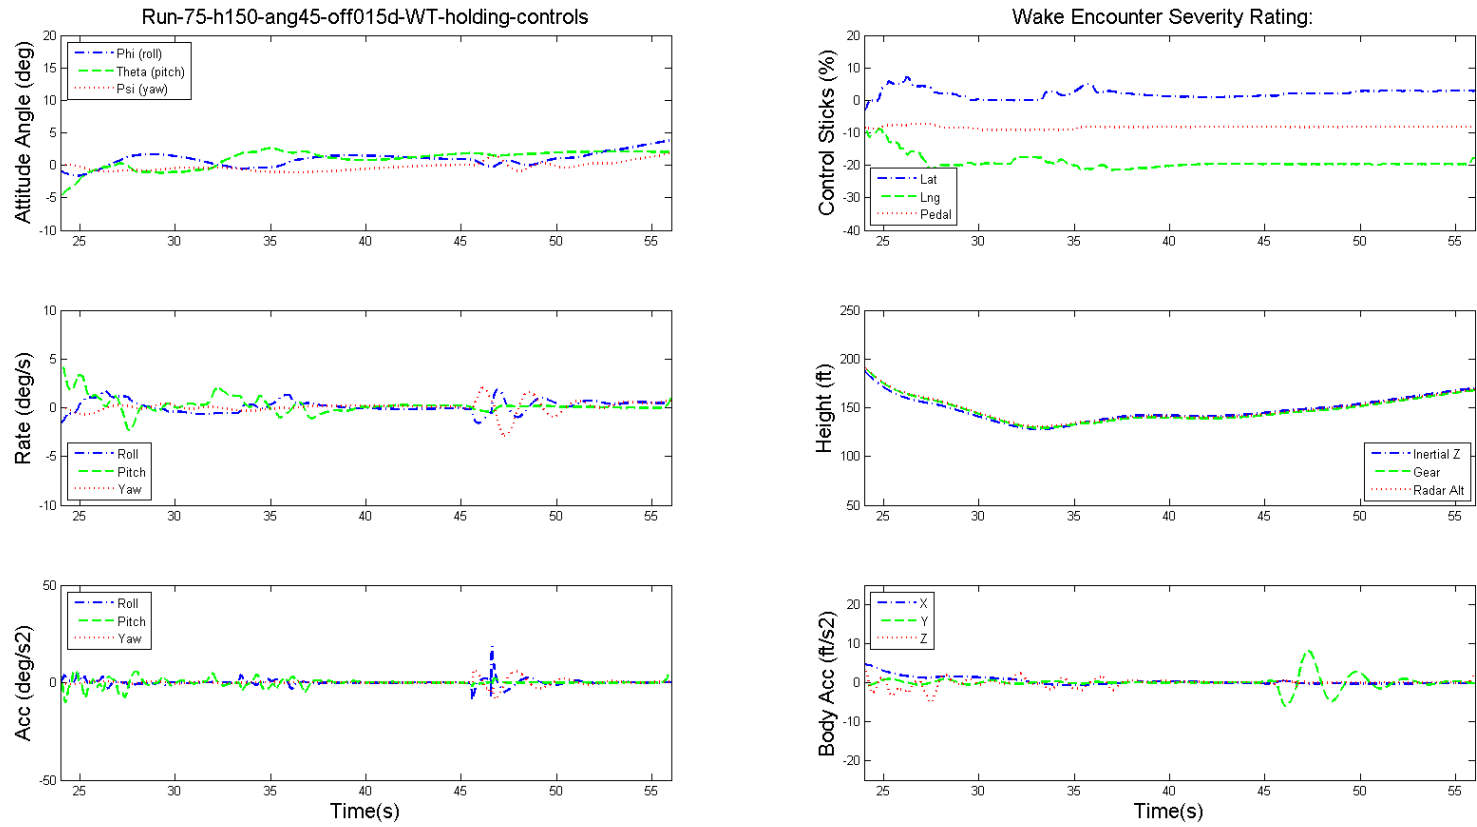 Run-75-h150-ang45-off015d-WT-holding-controls
Attitude Angle (deg)
20
15
10
5
0
-5
-10
Phi (roll)
Theta (pitch)
Psi (yaw)
25 30 35 40 45 50 55
Wake Encounter Severity Rating:
Control Sticks (%)
20
10
0
-10
-20
-30
-40
Lat
Lng
Pedal
25 30 35 40 45 50 55
Rate (deg/s)
10
5
0
-5
-10
Roll
Pitch
Yaw
25 30 35 40 45 50 55
Height (ft)
250
200
150
100
50
Inertial Z
Gear
Radar Alt
25 30 35 40 45 50 55
Acc (deg/s2)
50
0
-50
Roll
Pitch
Yaw
25 30 35 40 45 50 55
Time(s)
Body Acc (ft/s2)
20
10
0
-10
-20
X
Y
Z
25 30 35 40 45 50 55
Time(s)